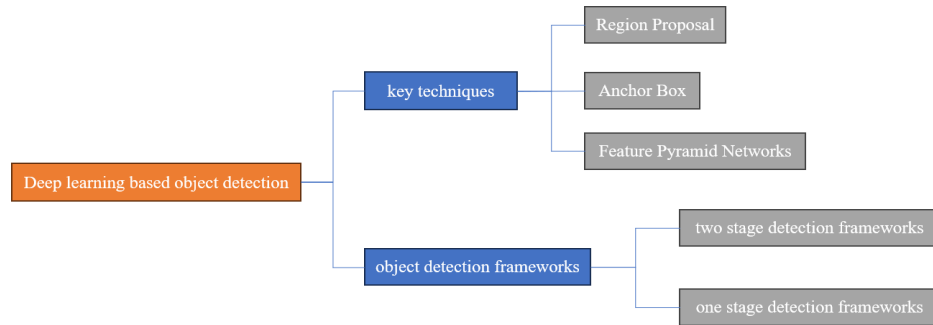 Region Proposal
key techniques
Anchor Box
Feature Pyramid Networks
Deep learning based object detection
two stage detection frameworks
object detection frameworks
one stage detection frameworks